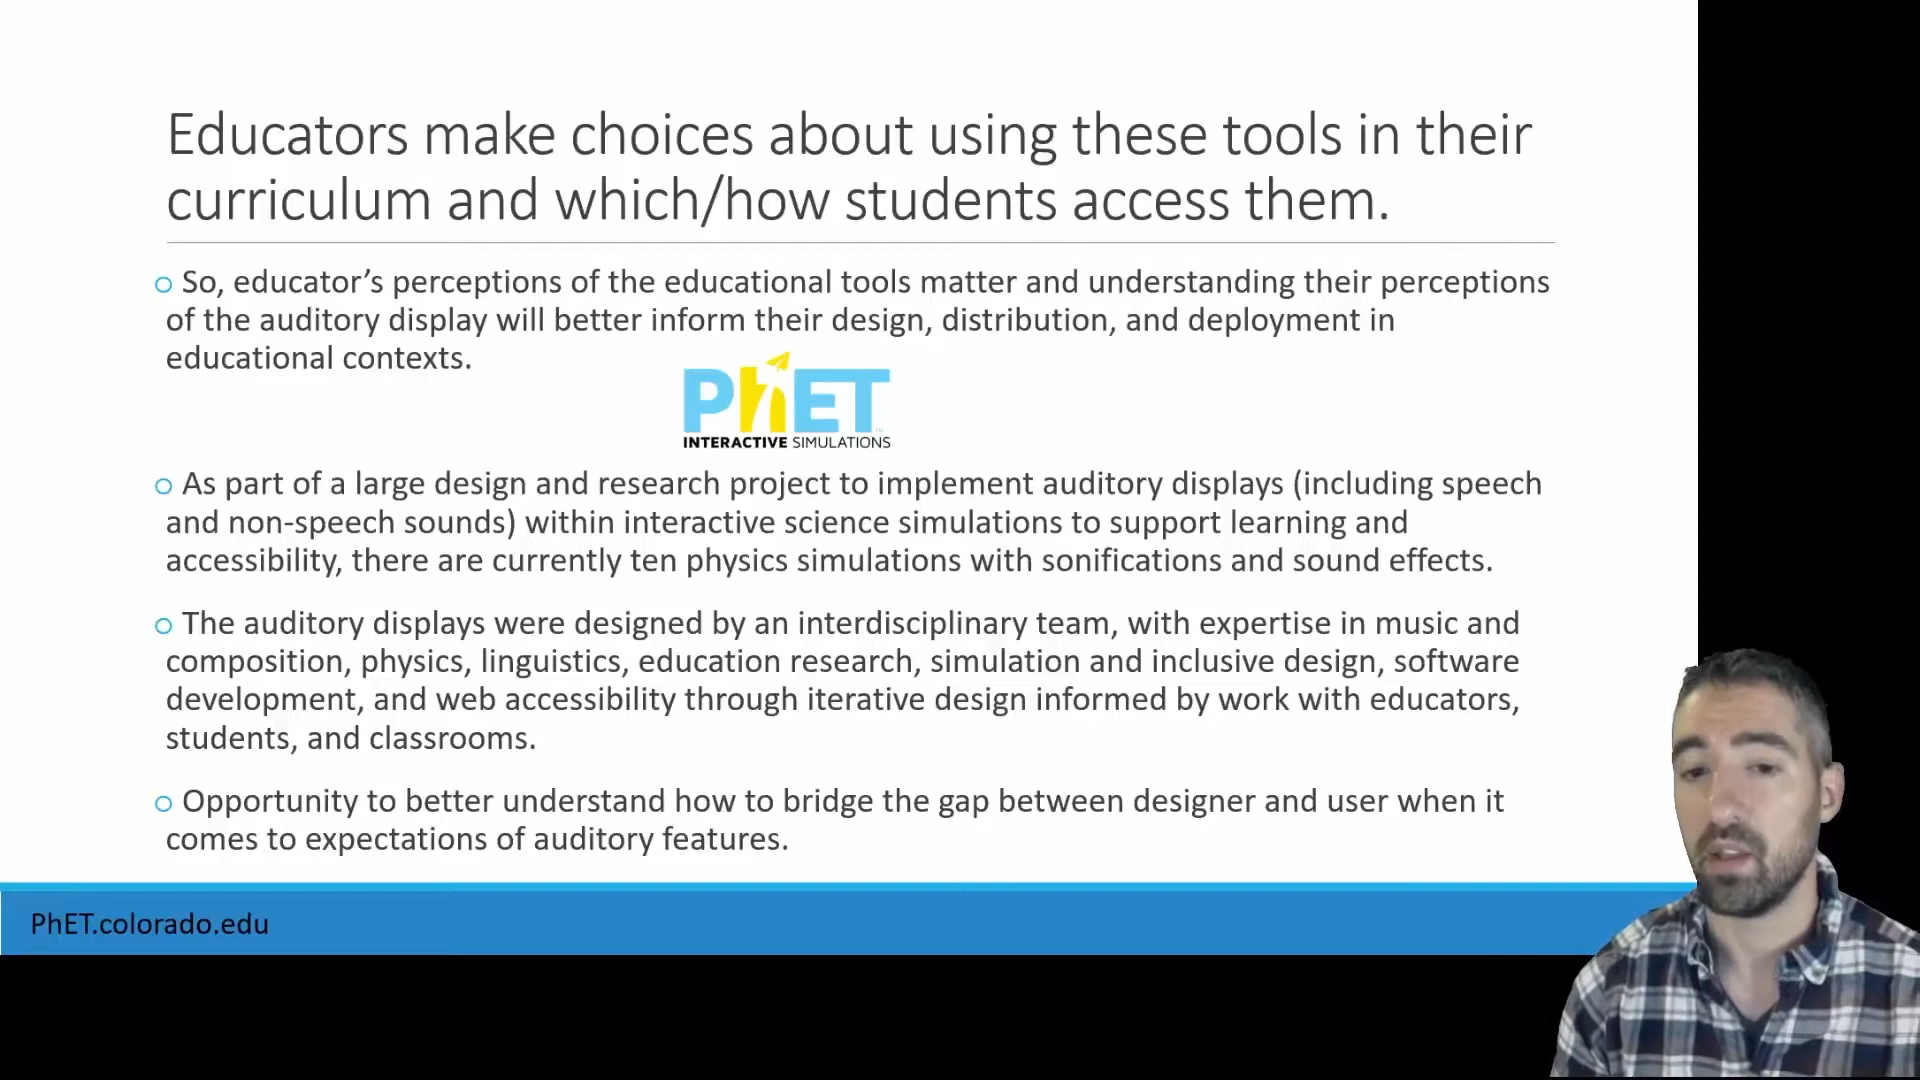 Educators make choices about using these tools in their
curriculum and which/how students access them.
o So, educator’s perceptions of the educational tools matter and understanding their perceptions
of the auditory display will better inform their design, distribution, and deployment in
educational contexts.
PhET
INTERACTIVE SIMULATIONS
o As part of a large design and research project to implement auditory displays (including speech
and non-speech sounds) within interactive science simulations to support learning and
accessibility, there are currently ten physics simulations with sonifications and sound effects.
o The auditory displays were designed by an interdisciplinary team, with expertise in music and
composition, physics, linguistics, education research, simulation and inclusive design, software
development, and web accessibility through iterative design informed by work with educators,
students, and classrooms.
o Opportunity to better understand how to bridge the gap between designer and user when it
comes to expectations of auditory features.
PhET.colorado.edu